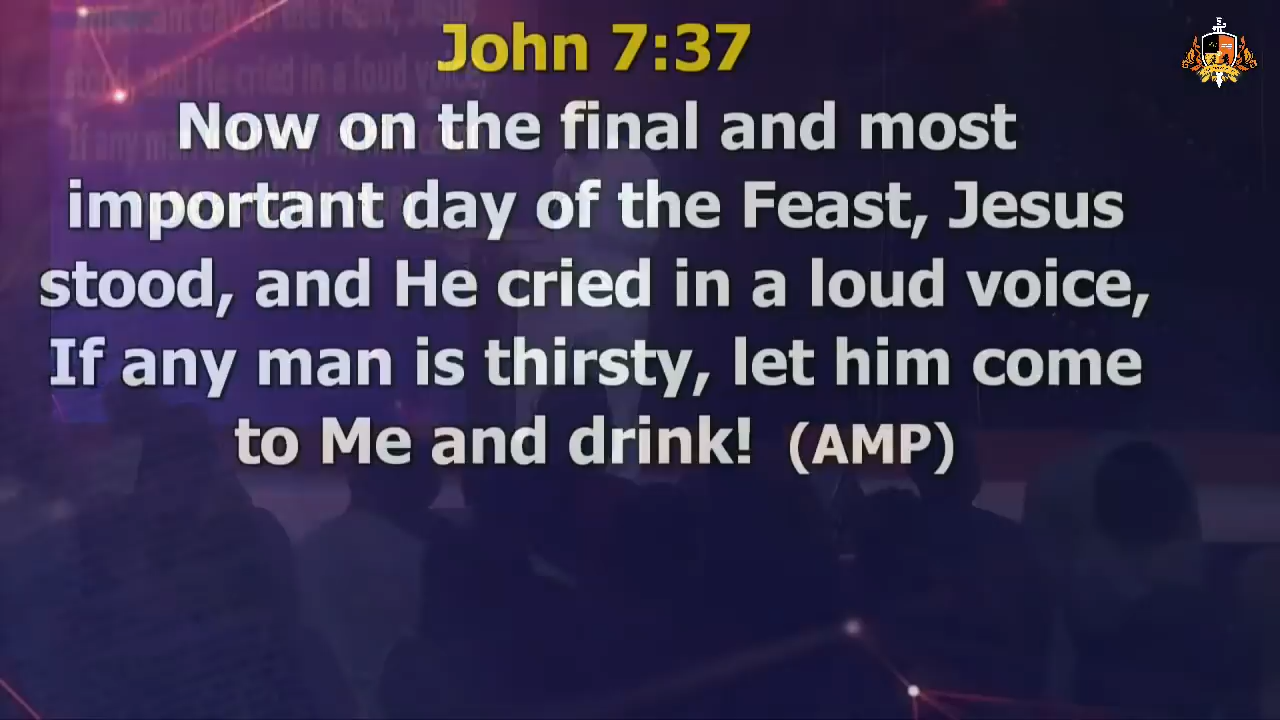 John 7:37
Now on the final and most
important day of the Feast, Jesus
stood, and He cried in a loud voice,
If any man is thirsty, let him come
to Me and drink! (AMP)